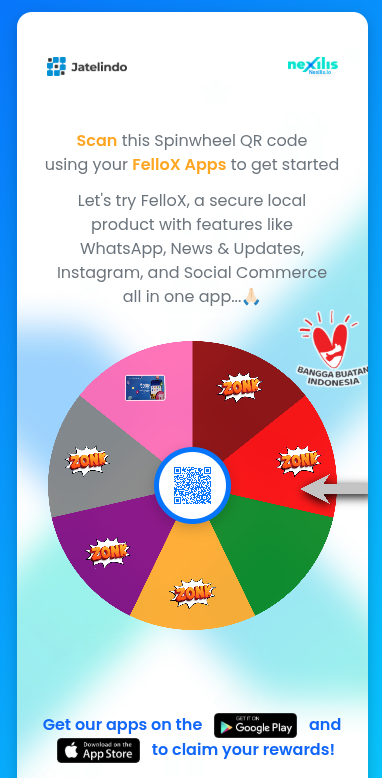 Jatelindo
nexilis
Nexilis.io
Scan this Spinwheel QR code
using your FelloX Apps to get started
Let's try FelloX, a secure local
product with features like
WhatsApp, News & Updates,
Instagram, and Social Commerce
all in one app...🙏🏻
BANGGA BUATAN
INDONESIA
ZONK
ZONK
ZONK
ZONK
ZONK
Get our apps on the GET IT ON Google Play and
Download on the App Store to claim your rewards!